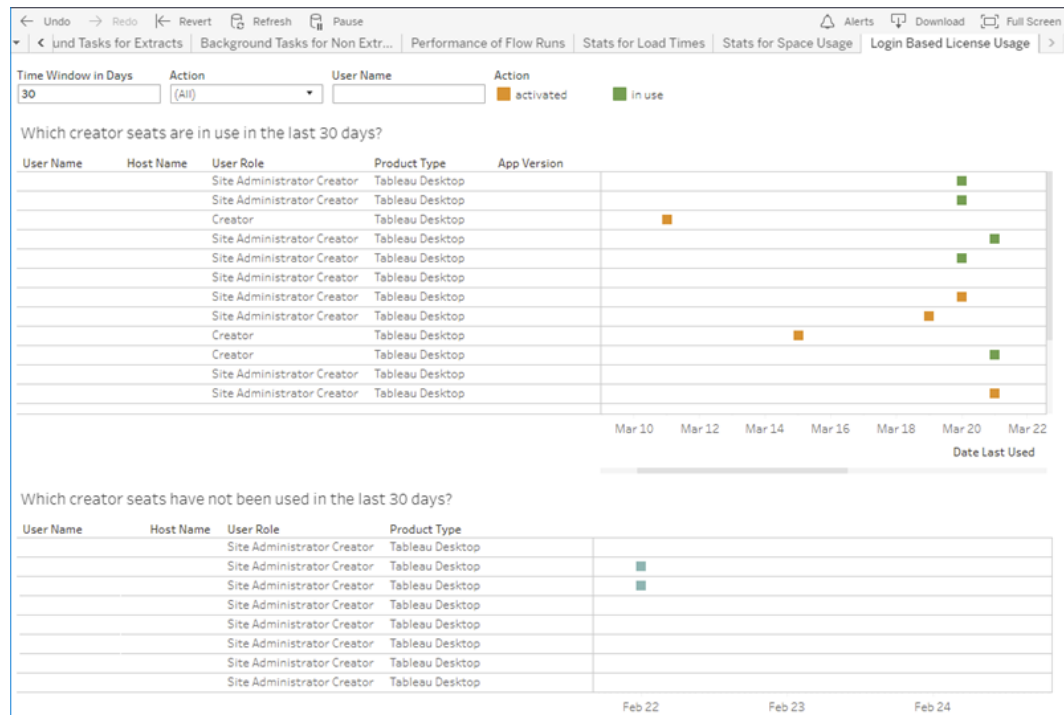 Undo Redo Revert Refresh Pause Alerts Download Full Screen
und Tasks for Extracts Background Tasks for Non Extr... Performance of Flow Runs Stats for Load Times Stats for Space Usage Login Based License Usage
Time Window in Days Action User Name Action
30 (All) activated in use
Which creator seats are in use in the last 30 days?
User Name Host Name User Role Product Type App Version
Site Administrator Creator Tableau Desktop
Site Administrator Creator Tableau Desktop
Creator Tableau Desktop
Site Administrator Creator Tableau Desktop
Site Administrator Creator Tableau Desktop
Site Administrator Creator Tableau Desktop
Site Administrator Creator Tableau Desktop
Site Administrator Creator Tableau Desktop
Creator Tableau Desktop
Creator Tableau Desktop
Site Administrator Creator Tableau Desktop
Site Administrator Creator Tableau Desktop
Mar 10 Mar 12 Mar 14 Mar 16 Mar 18 Mar 20 Mar 22
Date Last Used
Which creator seats have not been used in the last 30 days?
User Name Host Name User Role Product Type
Site Administrator Creator Tableau Desktop
Site Administrator Creator Tableau Desktop
Site Administrator Creator Tableau Desktop
Site Administrator Creator Tableau Desktop
Site Administrator Creator Tableau Desktop
Site Administrator Creator Tableau Desktop
Site Administrator Creator Tableau Desktop
Site Administrator Creator Tableau Desktop
Feb 22 Feb 23 Feb 24